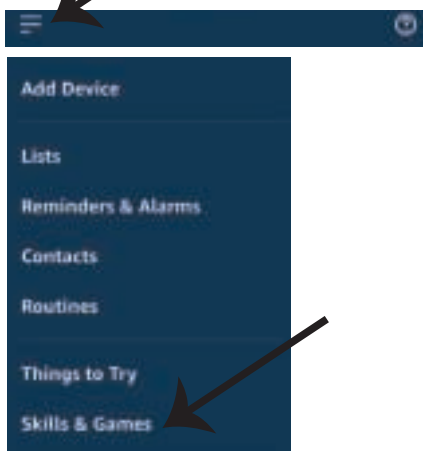 Add Device
Lists
Reminders & Alarms
Contacts
Routines
Things to Try
Skills & Games